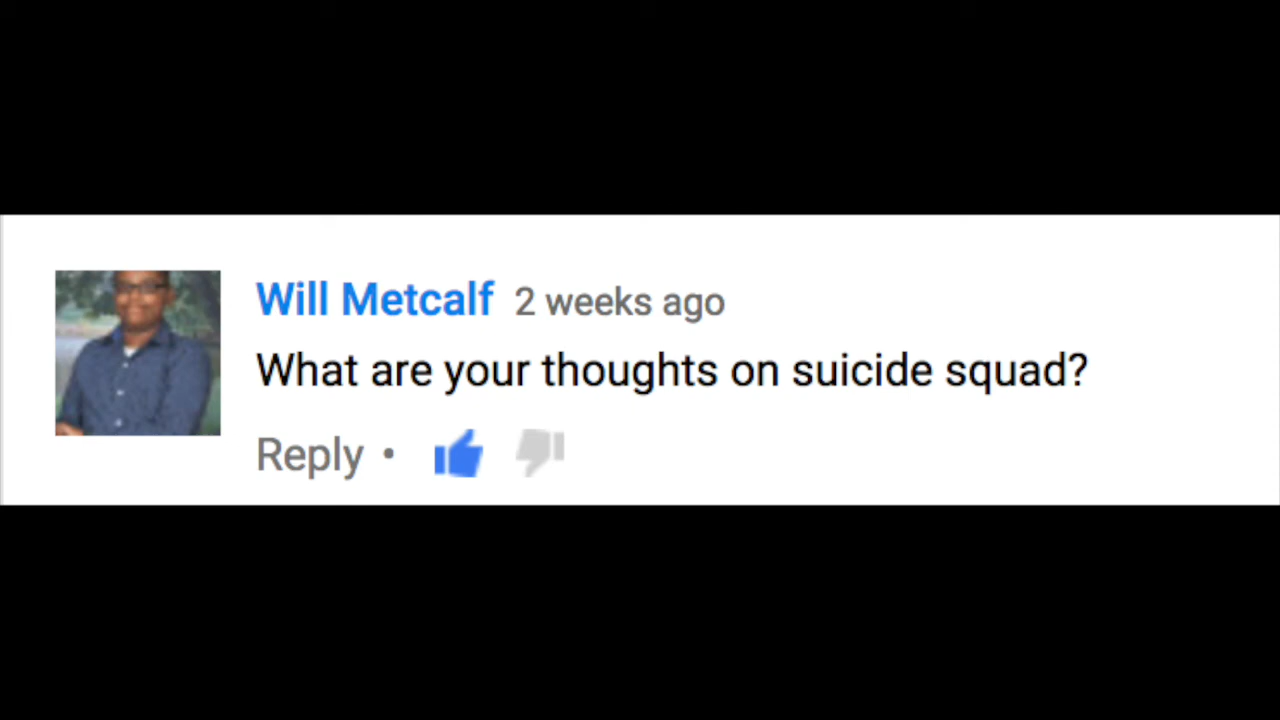 Will Metcalf 2 weeks ago
What are your thoughts on suicide squad?
Reply •